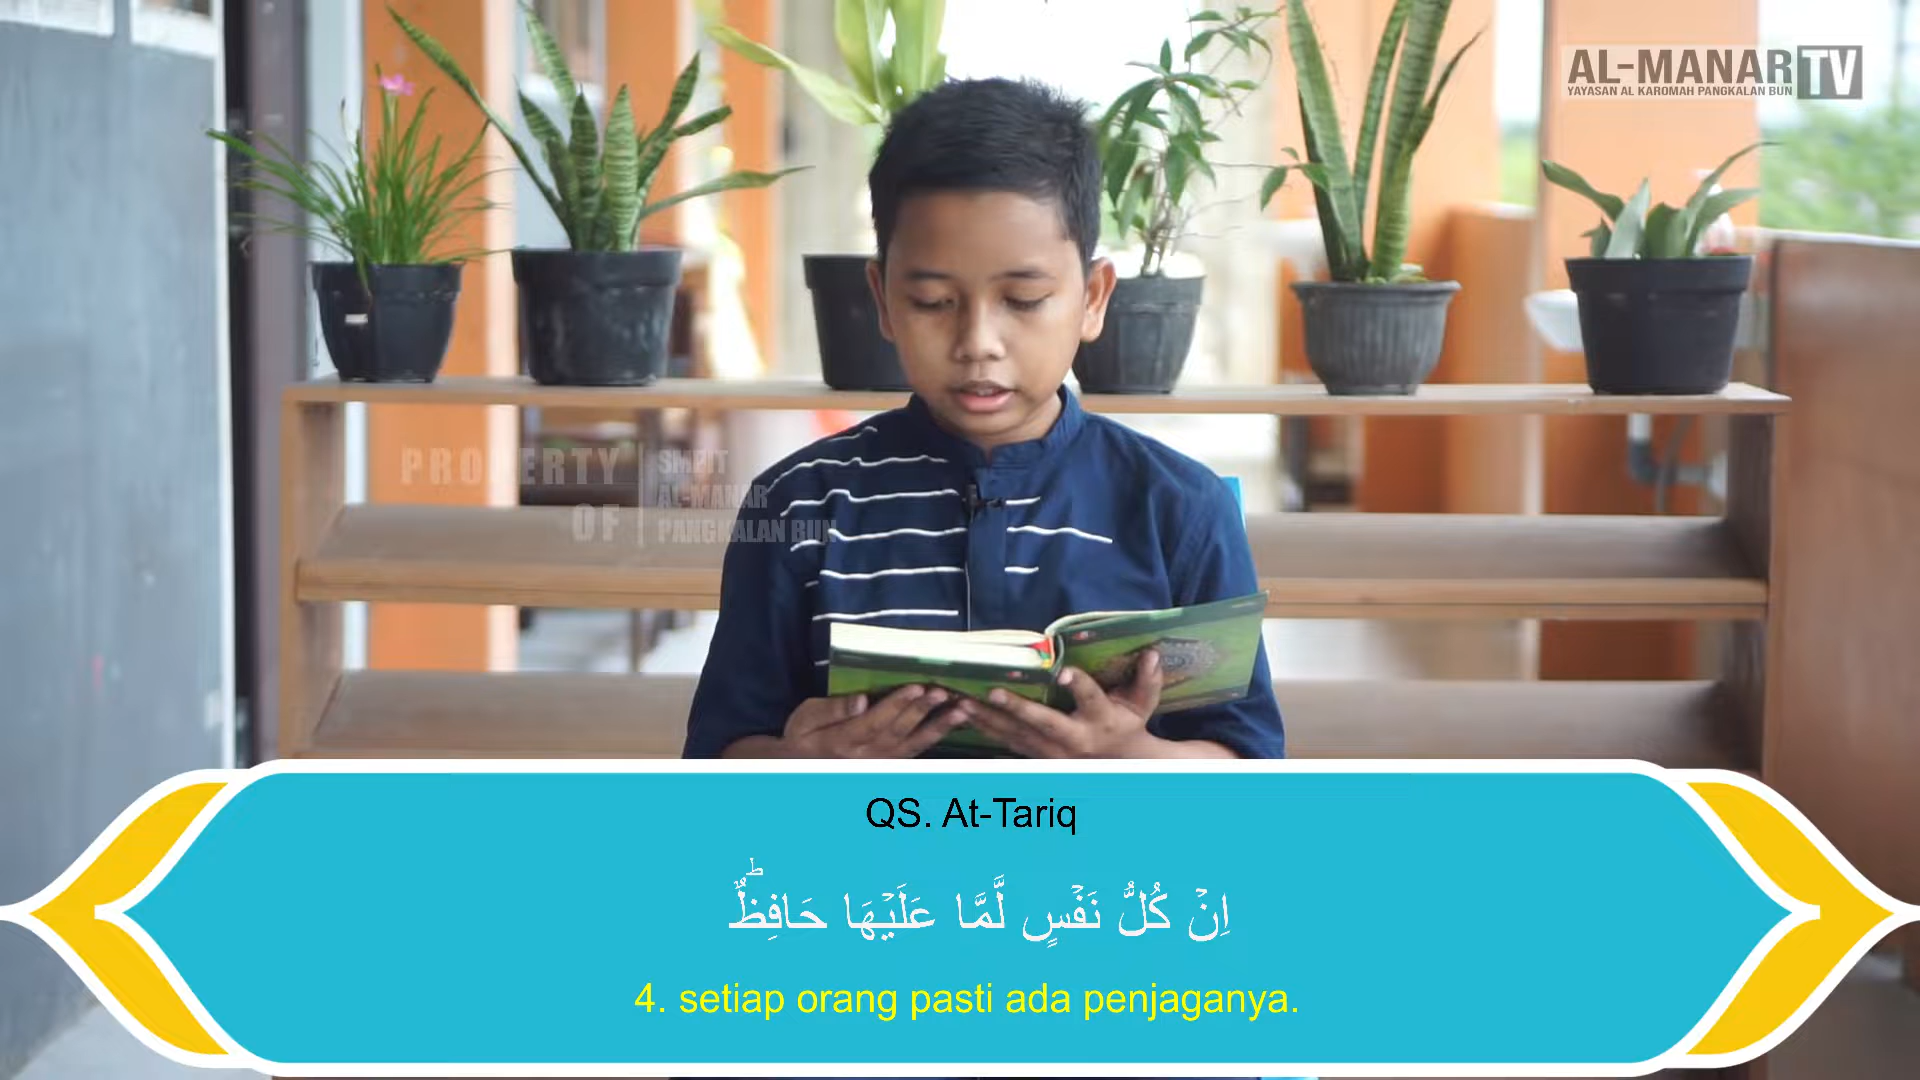 AL-MANAR TV
YAYASAN AL KAROMAH PANGKALAN BUN
PROPERTY OF
SMPIT
AL-MANAR
PANGKALAN BUN
QS. At-Tariq
اِنْ كُلُّ نَفْسٍ لَّمَّا عَلَيْهَا حَافِظٌۗ
4. setiap orang pasti ada penjaganya.